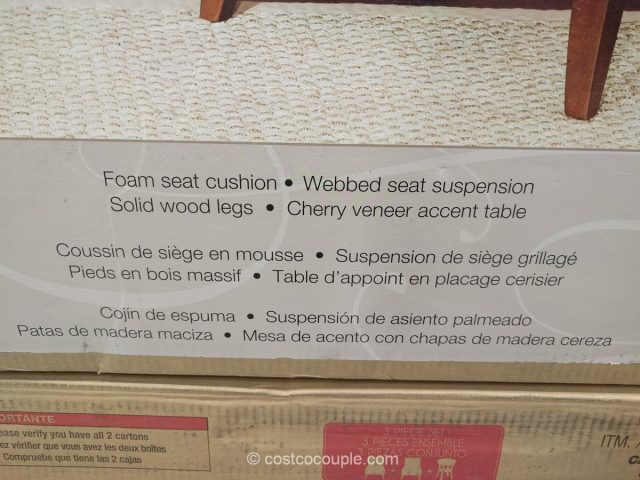 Foam seat cushion • Webbed seat suspension
Solid wood legs • Cherry veneer accent table
Coussin de siège en mousse • Suspension de siège grillagé
Pieds en bois massif • Table d'appoint en placage cerisier
Cojín de espuma • Suspensión de asiento palmeado
Patas de madera maciza • Mesa de acento con chapas de madera cereza
ORTANTE
ease verify you have all 2 cartons
ez vérifier que vous avez les deux boîtes
Compruebe que tiene las 2 cajas
3 PIECE SET
3 PIÈCES ENSEMBLE
3 PIEZAS CONJUNTO
ITM.
© costcocouple.com